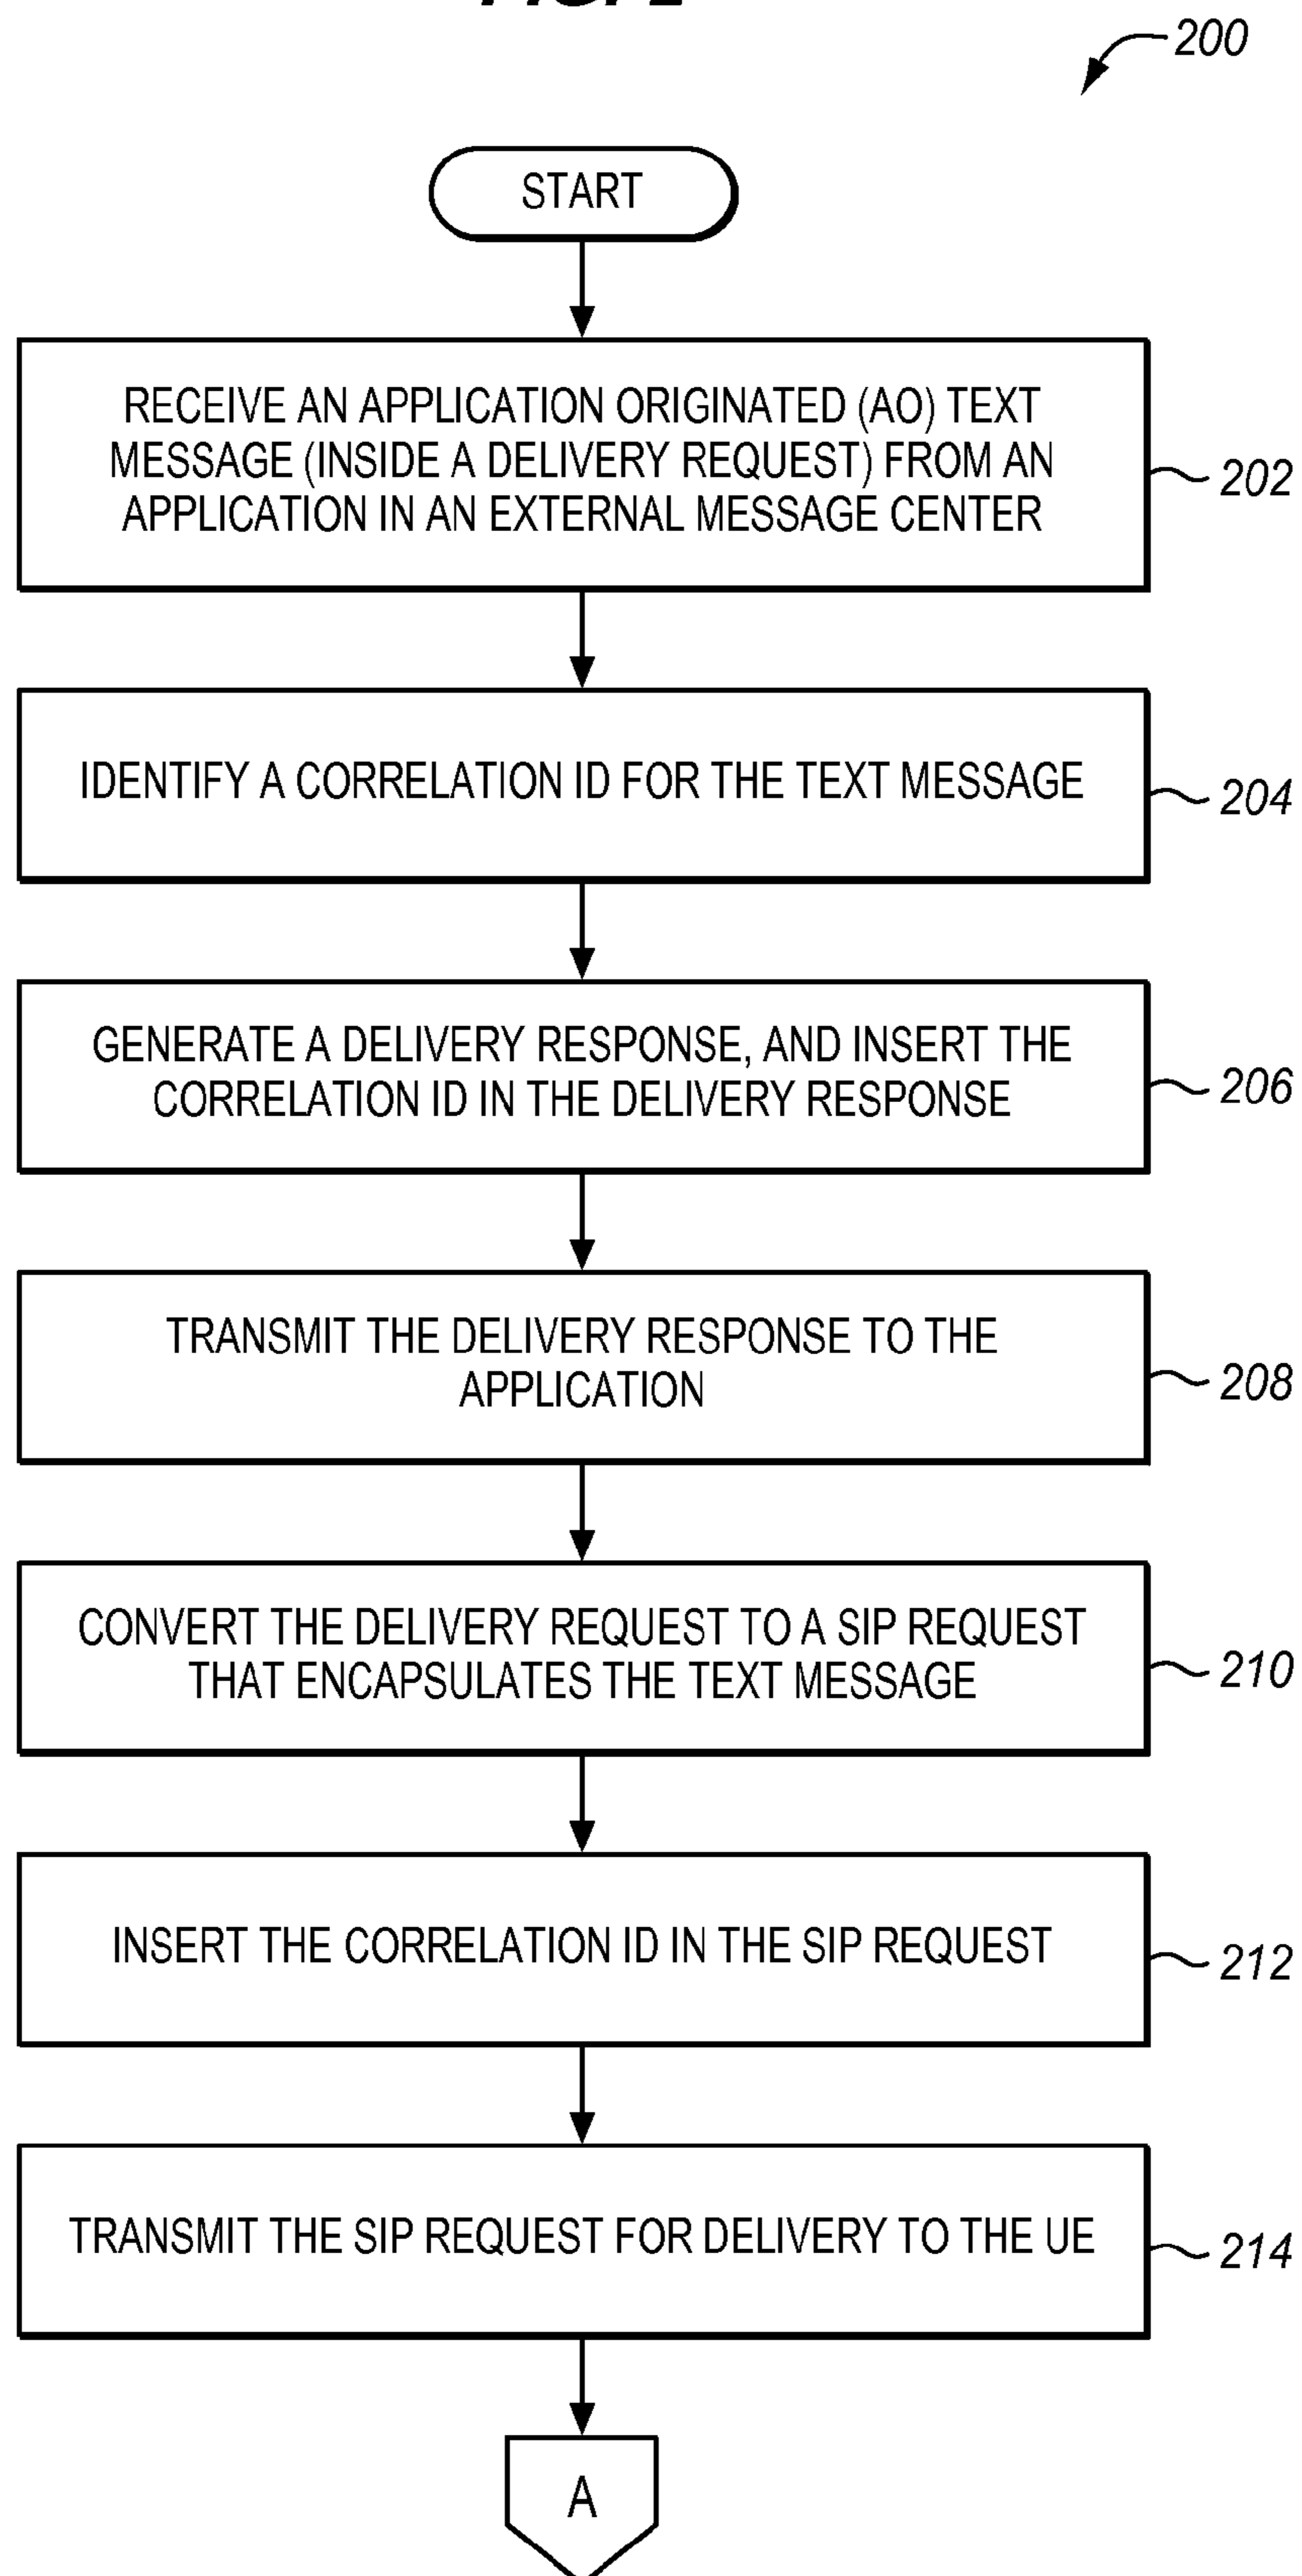 200
START
RECEIVE AN APPLICATION ORIGINATED (AO) TEXT
MESSAGE (INSIDE A DELIVERY REQUEST) FROM AN
APPLICATION IN AN EXTERNAL MESSAGE CENTER
202
IDENTIFY A CORRELATION ID FOR THE TEXT MESSAGE
204
GENERATE A DELIVERY RESPONSE, AND INSERT THE
CORRELATION ID IN THE DELIVERY RESPONSE
206
TRANSMIT THE DELIVERY RESPONSE TO THE
APPLICATION
208
CONVERT THE DELIVERY REQUEST TO A SIP REQUEST
THAT ENCAPSULATES THE TEXT MESSAGE
210
INSERT THE CORRELATION ID IN THE SIP REQUEST
212
TRANSMIT THE SIP REQUEST FOR DELIVERY TO THE UE
214
A